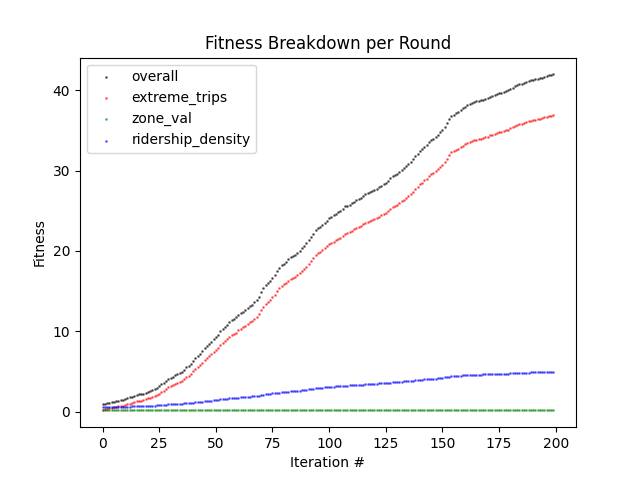 Fitness Breakdown per Round
overall
extreme_trips
zone_val
ridership_density
40
30
20
10
0
Fitness
0 25 50 75 100 125 150 175 200
Iteration #